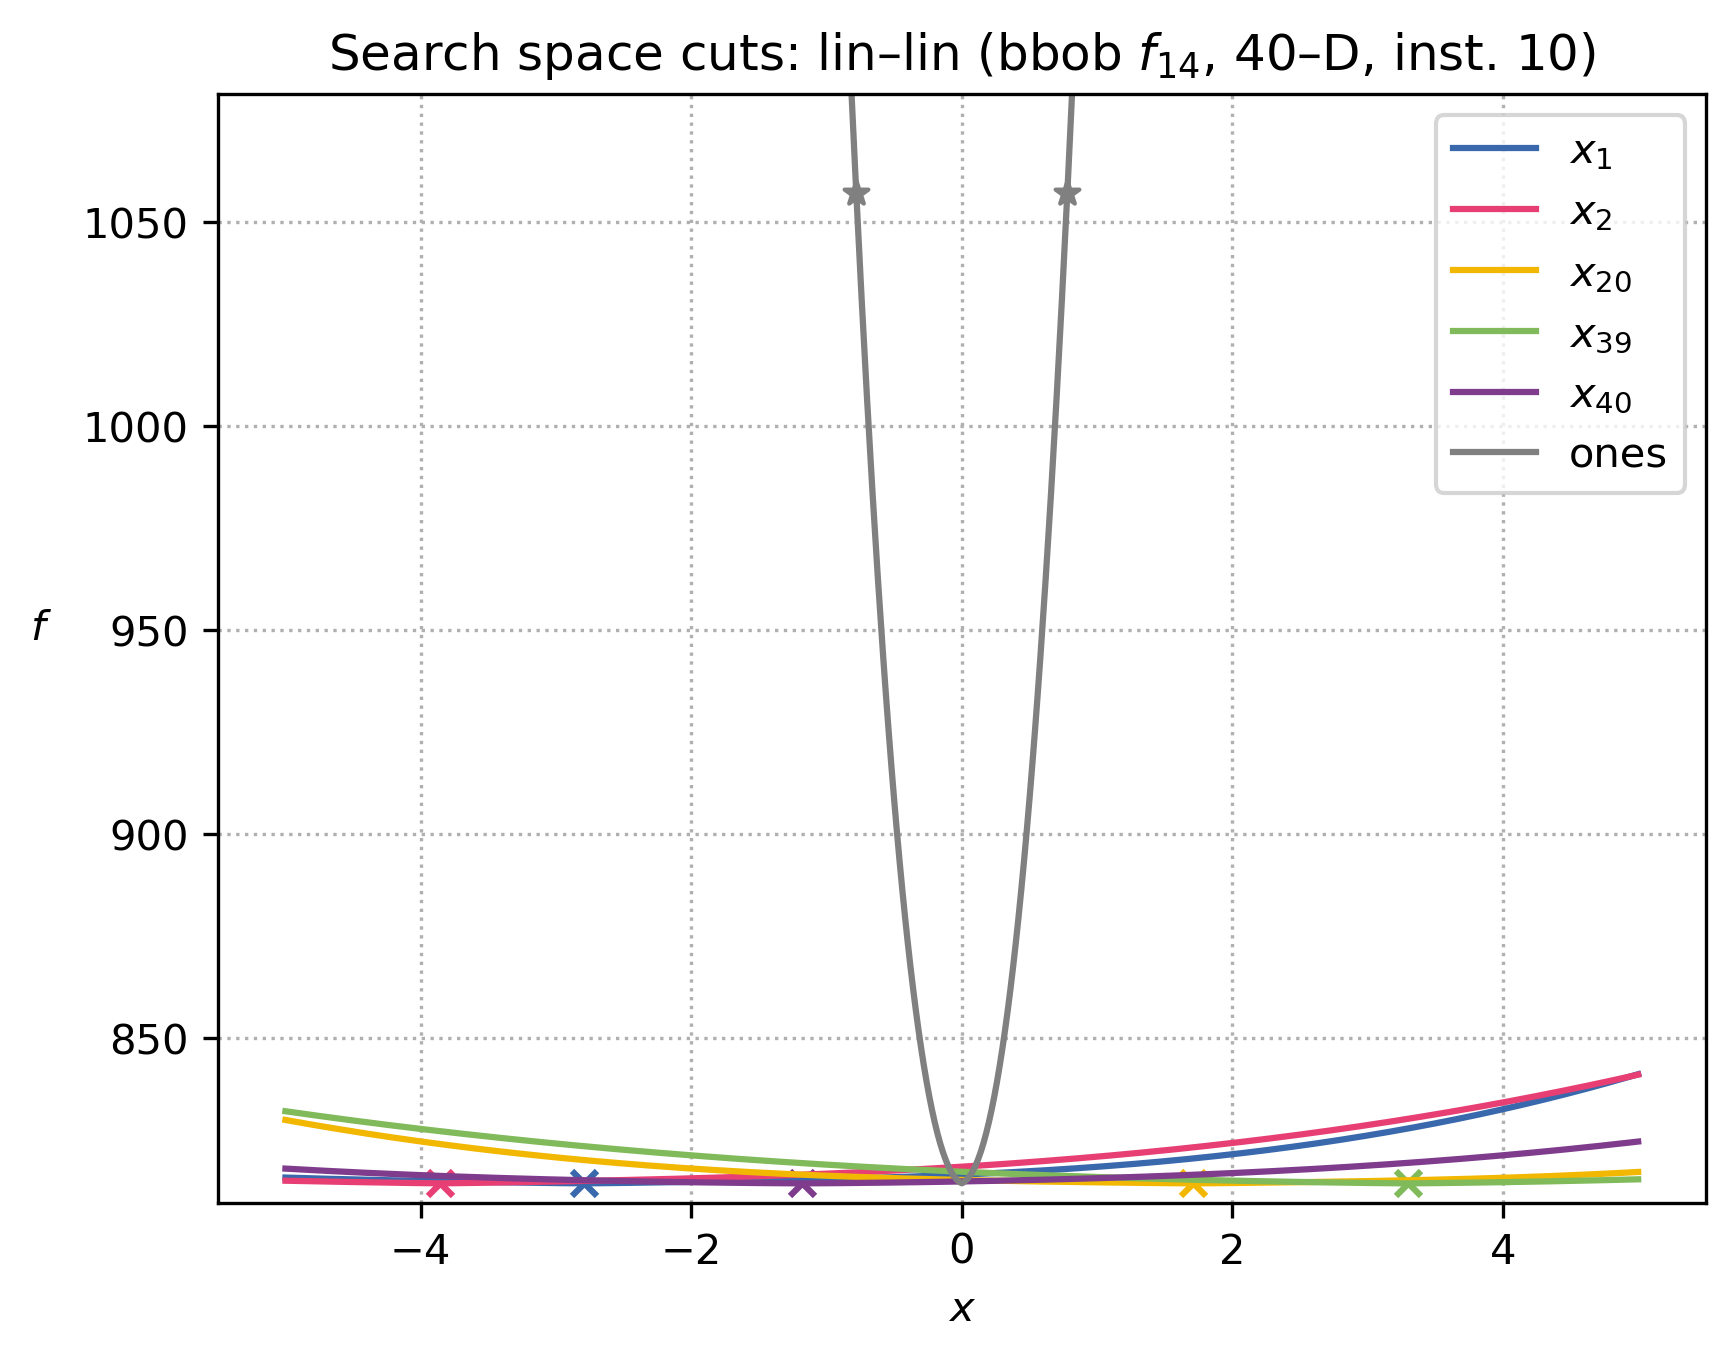 Search space cuts: lin–lin (bbob f14, 40–D, inst. 10)
x1
x2
x20
x39
x40
ones
1050
1000
950
900
850
f
−4 −2 0 2 4
x